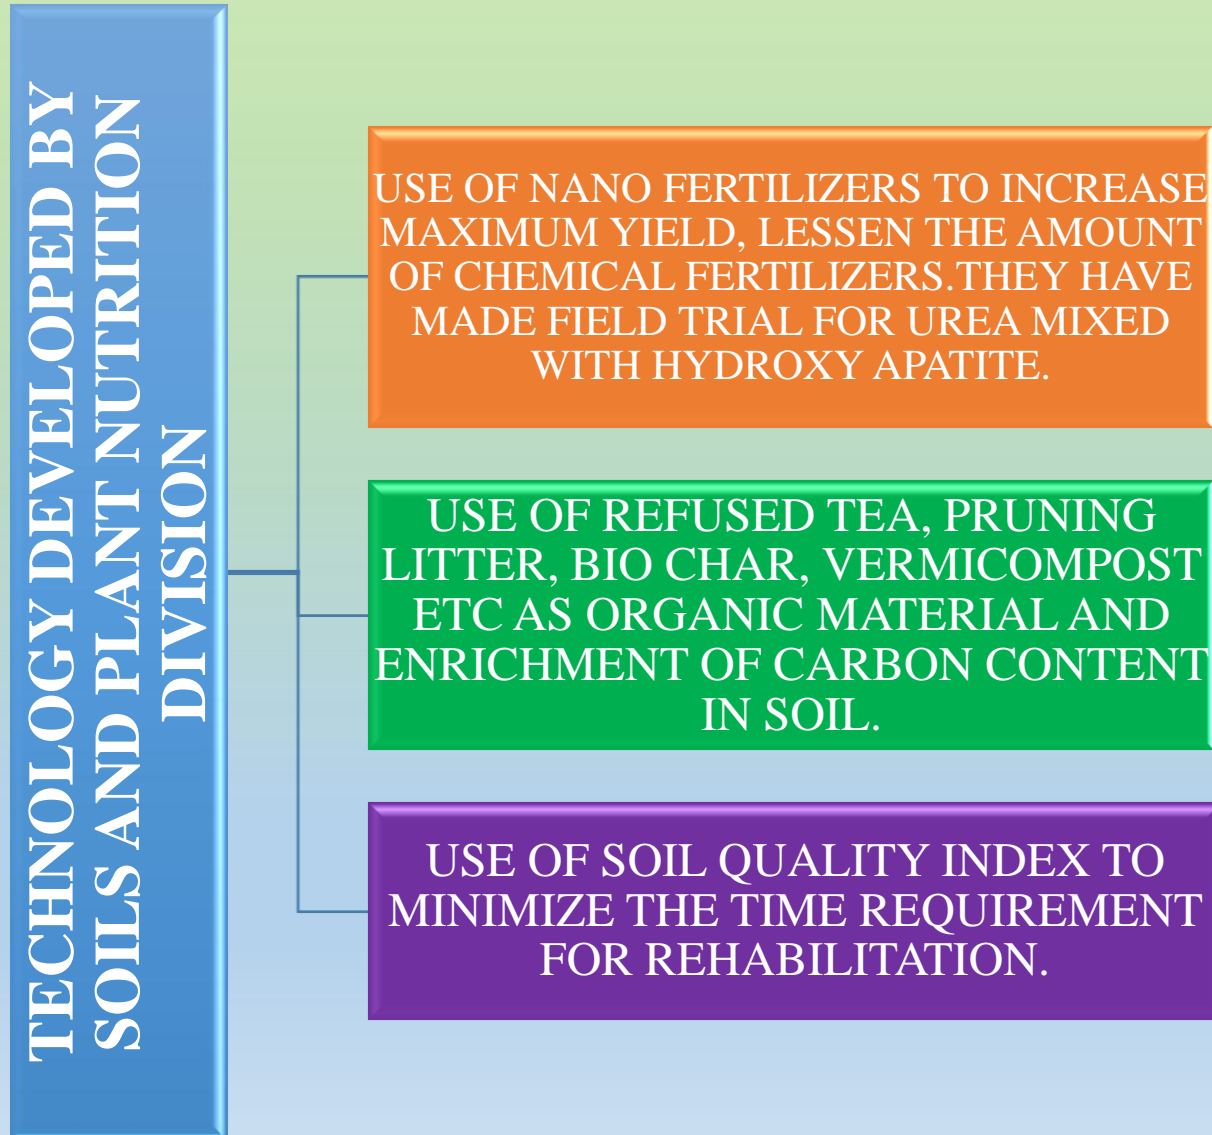 TECHNOLOGY DEVELOPED BY
SOILS AND PLANT NUTRITION
DIVISION
USE OF NANO FERTILIZERS TO INCREASE
MAXIMUM YIELD, LESSEN THE AMOUNT
OF CHEMICAL FERTILIZERS.THEY HAVE
MADE FIELD TRIAL FOR UREA MIXED
WITH HYDROXY APATITE.
USE OF REFUSED TEA, PRUNING
LITTER, BIO CHAR, VERMICOMPOST
ETC AS ORGANIC MATERIAL AND
ENRICHMENT OF CARBON CONTENT
IN SOIL.
USE OF SOIL QUALITY INDEX TO
MINIMIZE THE TIME REQUIREMENT
FOR REHABILITATION.